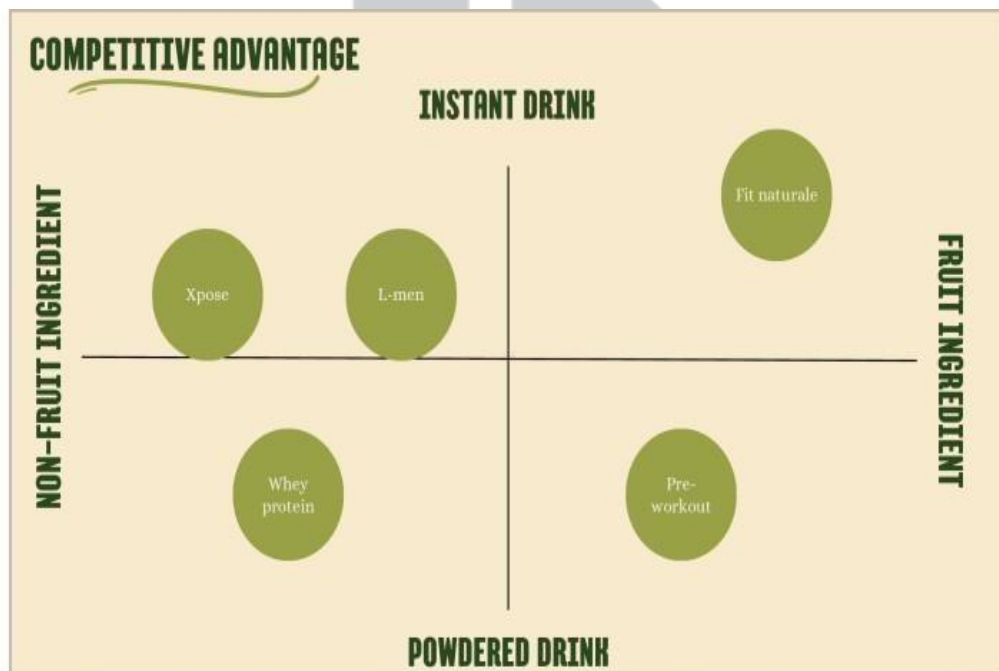 COMPETITIVE ADVANTAGE
INSTANT DRINK
Fit naturale
NON-FRUIT INGREDIENT
Xpose
L-men
FRUIT INGREDIENT
Whey
protein
Pre-
workout
POWDERED DRINK